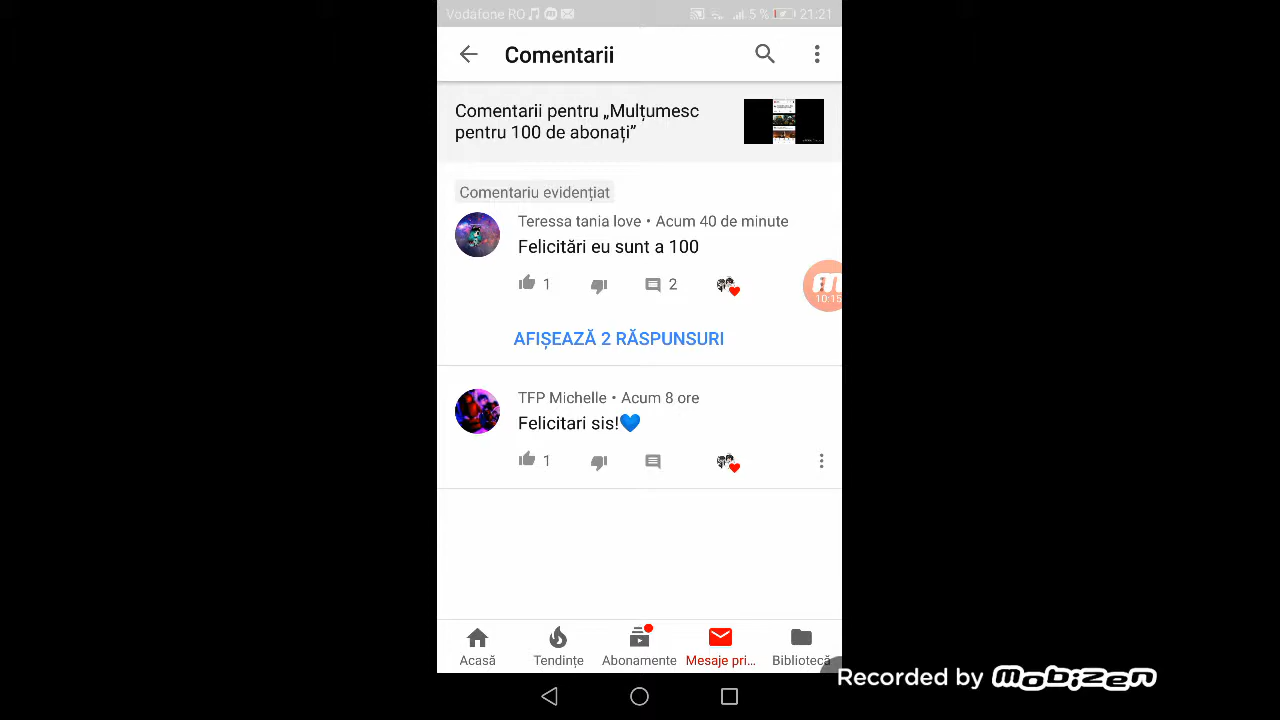 Vodafone RO 5 % 21:21
Comentarii
Comentarii pentru „Mulțumesc
pentru 100 de abonați”
Comentariu evidențiat
Teressa tania love • Acum 40 de minute
Felicitări eu sunt a 100
1 2
10:15
AFIȘEAZĂ 2 RĂSPUNSURI
TFP Michelle • Acum 8 ore
Felicitari sis!💙
1
Acasă Tendințe Abonamente Mesaje pri... Bibliotecă
Recorded by mobizen